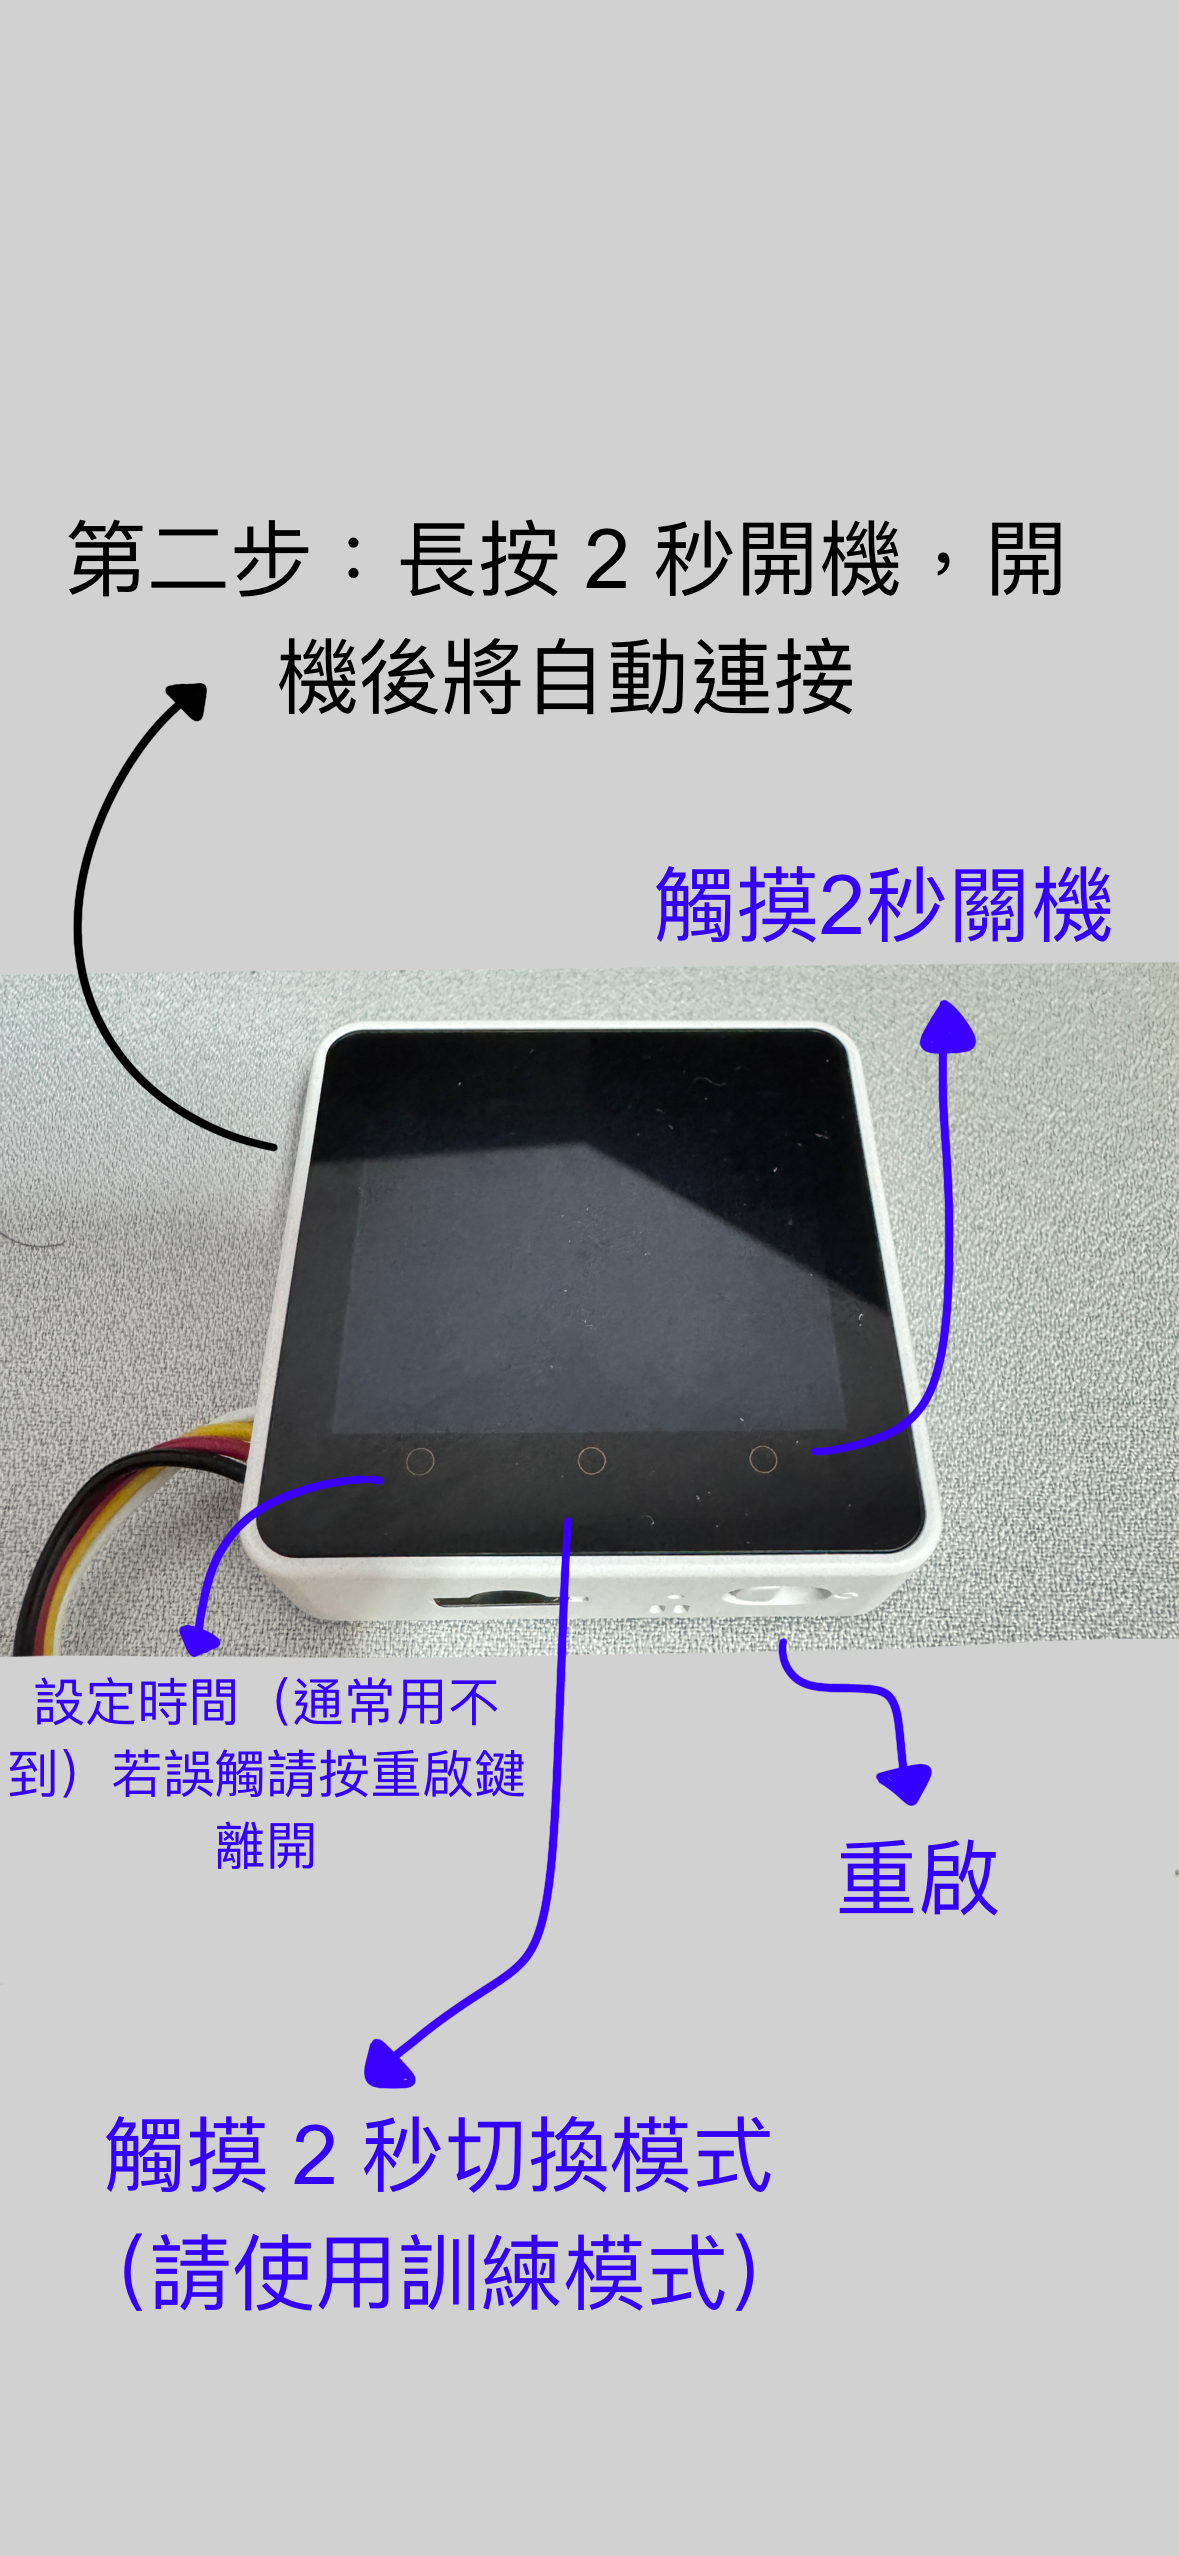 第二步：長按 2 秒開機，開
機後將自動連接
觸摸2秒關機
設定時間（通常用不
到）若誤觸請按重啟鍵
離開
重啟
觸摸 2 秒切換模式
（請使用訓練模式）